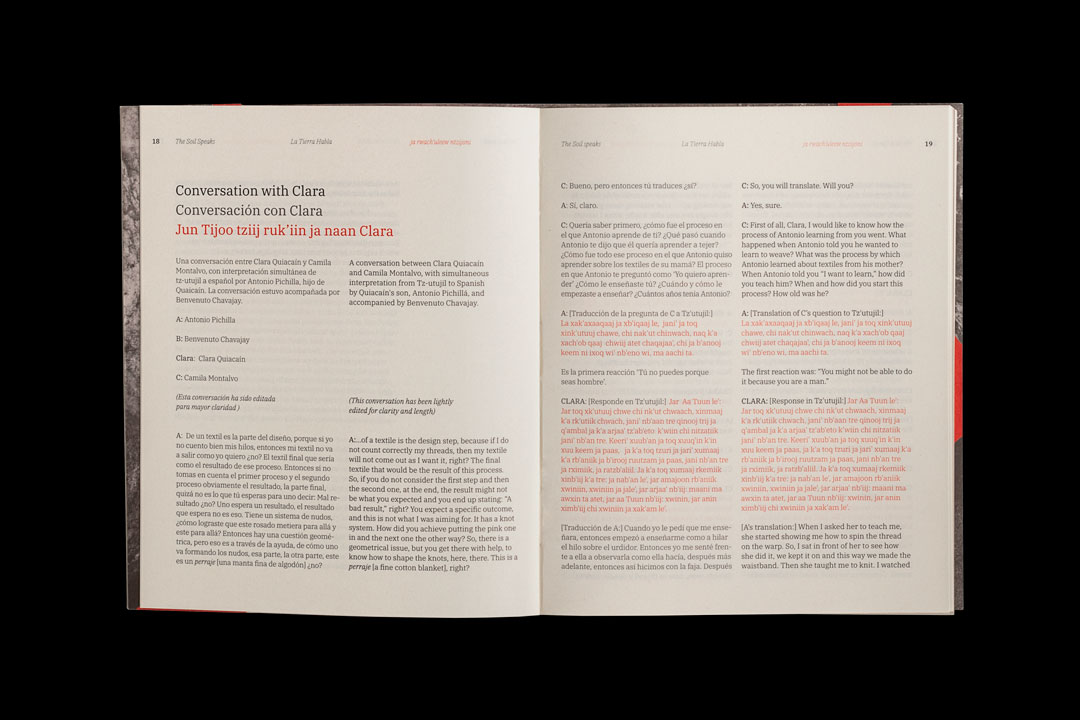 18 The Soil Speaks La Tierra Habla
Conversation with Clara
Conversación con Clara
Jun Tijoo tziij ruk'iin ja naan Clara
Una conversación entre Clara Quiacaín y Camila
Montalvo, con interpretación simultánea de
tz-utujil a español por Antonio Pichillá, hijo de
Quiacaín. La conversación estuvo acompañada por
Benvenuto Chavajay.
A: Antonio Pichilla
B: Benvenuto Chavajay
Clara: Clara Quiacain
C: Camila Montalvo
(Esta conversación ha sido editada
para mayor claridad )
A: De un textil es la parte del diseño, porque si yo
no cuento bien mis hilos, entonces mi textil no va
a salir como yo quiero ¿no? El textil final que sería
como el resultado de ese proceso. Entonces si no
tomas en cuenta el primer proceso y el segundo
proceso obviamente el resultado, la parte final,
quizá no es lo que tú esperas para uno decir: Mal re-
sultado ¿no? Uno espera un resultado, el resultado
que espera no es eso. Tiene un sistema de nudos,
¿cómo lograste que este rosado metiera para allá y
este para allá? Entonces hay una cuestión geomé-
trica, pero eso es a través de la ayuda, de cómo uno
va formando los nudos, esa parte, la otra parte, este
es un perraje [una manta fina de algodón] ¿no?
A conversation between Clara Quiacaín
and Camila Montalvo, with simultaneous
interpretation from Tz-utujil to Spanish
by Quiacaín's son, Antonio Pichillá, and
accompanied by Benvenuto Chavajay.
(This conversation has been lightly
edited for clarity and length)
A:...of a textile is the design step, because if I do
not count correctly my threads, then my textile
will not come out as I want it, right? The final
textile that would be the result of this process.
So, if you do not consider the first step and then
the second one, at the end, the result might not
be what you expected and you end up stating: "A
bad result," right? You expect a specific outcome,
and this is not what I was aiming for. It has a knot
system. How did you achieve putting the pink one
in and the next one the other way? So, there is a
geometrical issue, but you get there with help, to
know how to shape the knots, here, there. This is a
perraje [a fine cotton blanket], right?
The Soil speaks La Tierra Habla 19
C: Bueno, pero entonces tú traduces ¿sí?
A: Sí, claro.
C: Quería saber primero, ¿cómo fue el proceso en
el que Antonio aprende de ti? ¿Qué pasó cuando
Antonio te dijo que él quería aprender a tejer?
¿Cómo fue todo ese proceso en el que Antonio quiso
aprender sobre los textiles de su mamá? El proceso
en que Antonio te preguntó como 'Yo quiero apren-
der' ¿Cómo le enseñaste tú? ¿Cuándo y cómo le
empezaste a enseñar? ¿Cuántos años tenía Antonio?
A: [Traducción de la pregunta de C a Tz'utujil:]
La xak'axaaqaaj ja xb'iqaaj le, jani' ja toq
xink'utuuj chawe, chi nak'ut chinwach, naq k'a
xach'ob qaaj chwiij atet chaqajaa', chi ja b'anooj
keem ni ixoq wi' nb'eno wi, ma aachi ta.
Es la primera reacción 'Tú no puedes porque
seas hombre'.
CLARA: [Responde en Tz'utujil:] Jar Aa Tuun le':
Jar toq xk'utuuj chwe chi nk'ut chwaach, xinmaaj
k'a rk'utiik chwach, jani' nb'aan tre qinooj trij ja
q'ambal ja k'a arjaa' tz'ab'eto k'wiin chi nitzatiik
jani' nb'an tre. Keeri' xuub'an ja toq xuuq'in k'in
xuu keem ja paas, ja k'a toq tzuri ja jari' xumaaj
k'a rb'aniik ja b'irooj ruutzam ja paas, jani' nb'an tre
ja rximiik, ja ratzb'aliil. Ja k'a toq xumaaj rkemiik
xinb'iij k'a tre: ja nab'an le', jar amajoon rb'aniik
xwiniin, xwiniin ja jale', jar arjaa' nb'iij: maani ma
awxin ta atet, jar aa Tuun nb'iij: xwinin, jar anin
ximb'iij chi xwiniin ja xak'am le'.
[Traducción de A:] Cuando yo le pedí que me ense-
ñara, entonces empezó a enseñarme como a hilar
el hilo sobre el urdidor. Entonces yo me senté fren-
te a ella a observarla como ella hacía, después más
adelante, entonces así hicimos con la faja. Después
C: So, you will translate. Will you?
A: Yes, sure.
C: First of all, Clara, I would like to know how the
process of Antonio learning from you went. What
happened when Antonio told you he wanted to
learn to weave? What was the process by which
Antonio learned about textiles from his mother?
When Antonio told you "I want to learn," how did
you teach him? When and how did you start this
process? How old was he?
A: [Translation of C's question to Tz'utujil:]
La xak'axaaqaaj ja xb'iqaaj le, jani' ja toq xink'utuuj
chawe, chi nak'ut chinwach, naq k'a xach'ob qaaj
chwiij atet chaqajaa', chi ja b'anooj keem ni ixoq
wi' nb'eno wi, ma aachi ta.
The first reaction was: "You might not be able to do
it because you are a man."
CLARA: [Response in Tz'utujil:] Jar Aa Tuun le':
Jar toq xk'utuuj chwe chi nk'ut chwaach, xinmaaj
k'a rk'utiik chwach, jani' nb'aan tre qinooj trij ja
q'ambal ja k'a arjaa' tz'ab'eto k'wiin chi nitzatiik
jani' nb'an tre. Keeri' xuub'an ja toq xuuq'in k'in
xuu keem ja paas, ja k'a toq tzuri ja jari' xumaaj
k'a rb'aniik ja b'irooj ruutzam ja paas, jani' nb'an tre
ja rximiik, ja ratzb'aliil. Ja k'a toq xumaaj rkemiik
xinb'iij k'a tre: ja nab'an le', jar amajoon rb'aniik
xwiniin, xwiniin ja jale', jar arjaa' nb'iij: maani ma
awxin ta atet, jar aa Tuun nb'iij: xwinin, jar anin
ximb'iij chi xwiniin ja xak'am le'.
[A's translation:] When I asked her to teach me,
she started showing me how to spin the thread
on the warp. So, I sat in front of her to see how
she did it, we kept it on and this way we made the
waistband. Then she taught me to knit. I watched